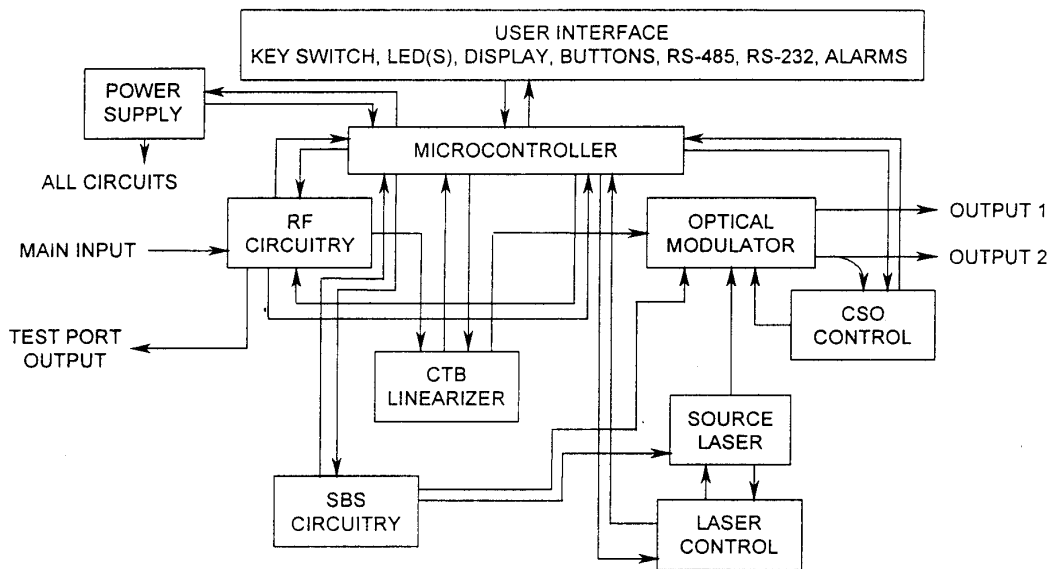 USER INTERFACE
KEY SWITCH, LED(S), DISPLAY, BUTTONS, RS-485, RS-232, ALARMS
POWER
SUPPLY
MICROCONTROLLER
ALL CIRCUITS
RF
CIRCUITRY
OPTICAL
MODULATOR
OUTPUT 1
MAIN INPUT
OUTPUT 2
CSO
CONTROL
TEST PORT
OUTPUT
CTB
LINEARIZER
SOURCE
LASER
SBS
CIRCUITRY
LASER
CONTROL